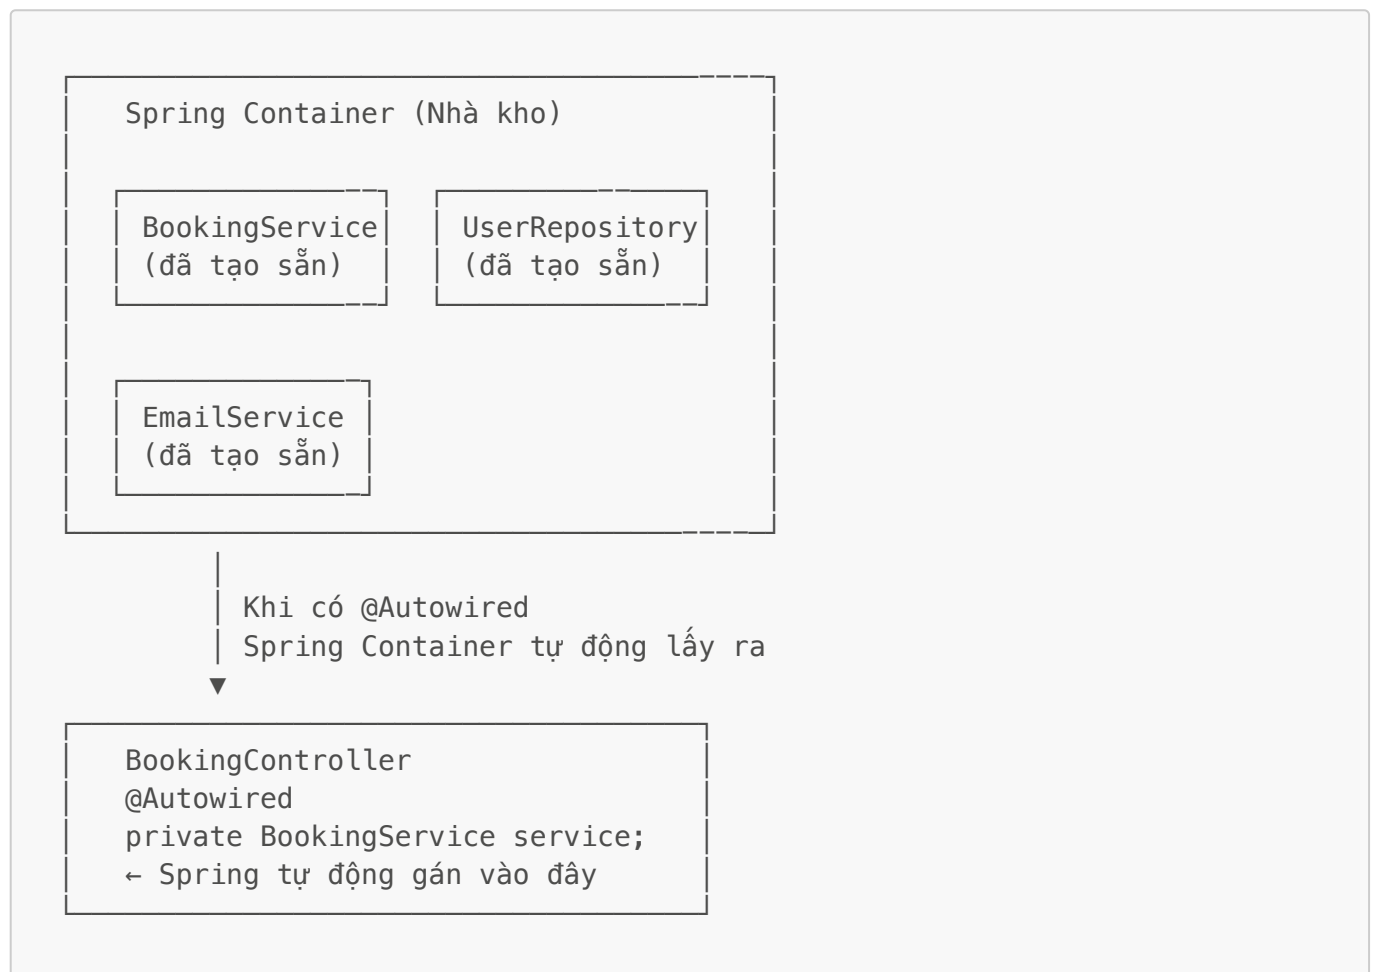 Spring Container (Nhà kho)
BookingService UserRepository
(đã tạo sẵn) (đã tạo sẵn)
EmailService
(đã tạo sẵn)
Khi có @Autowired
Spring Container tự động lấy ra
▼
BookingController
@Autowired
private BookingService service;
← Spring tự động gán vào đây